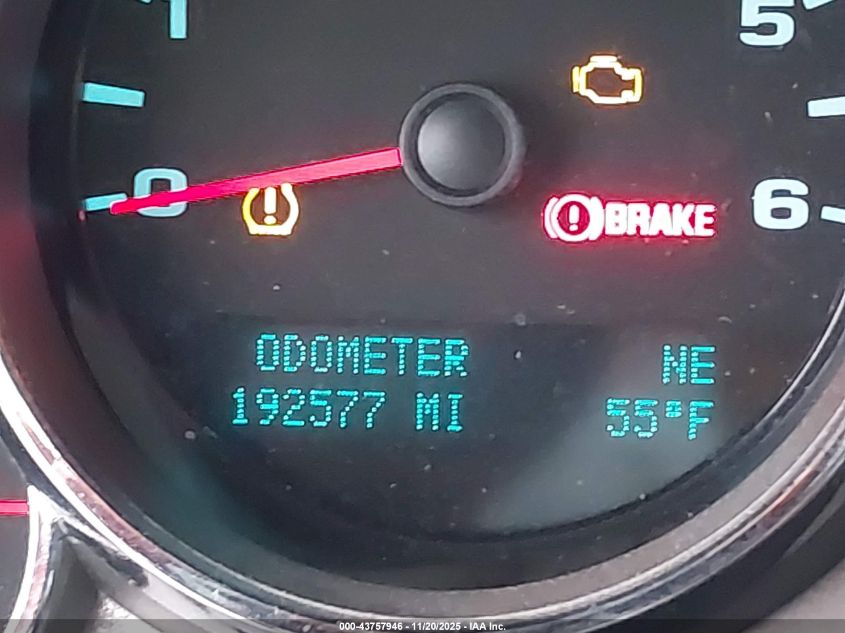 1
5
0
6
BRAKE
ODOMETER NE
192577 MI 55°F
000-43757946 - 11/20/2025 - IAA Inc.